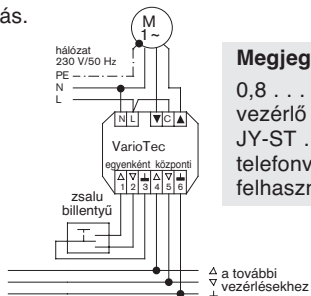 ás.
M
1~
hálózat
230 V/50 Hz
PE
N
L
N L ▼ C ▲
VarioTec
egyenként központi
△ ▽ ⏚ △ ▽ ⏚
1 2 3 4 5 6
zsalu
billentyű
△ a további
▽ vezérlésekhez
⏚
Megjeg
0,8 . . .
vezérlő
JY-ST .
telefonv
felhaszn